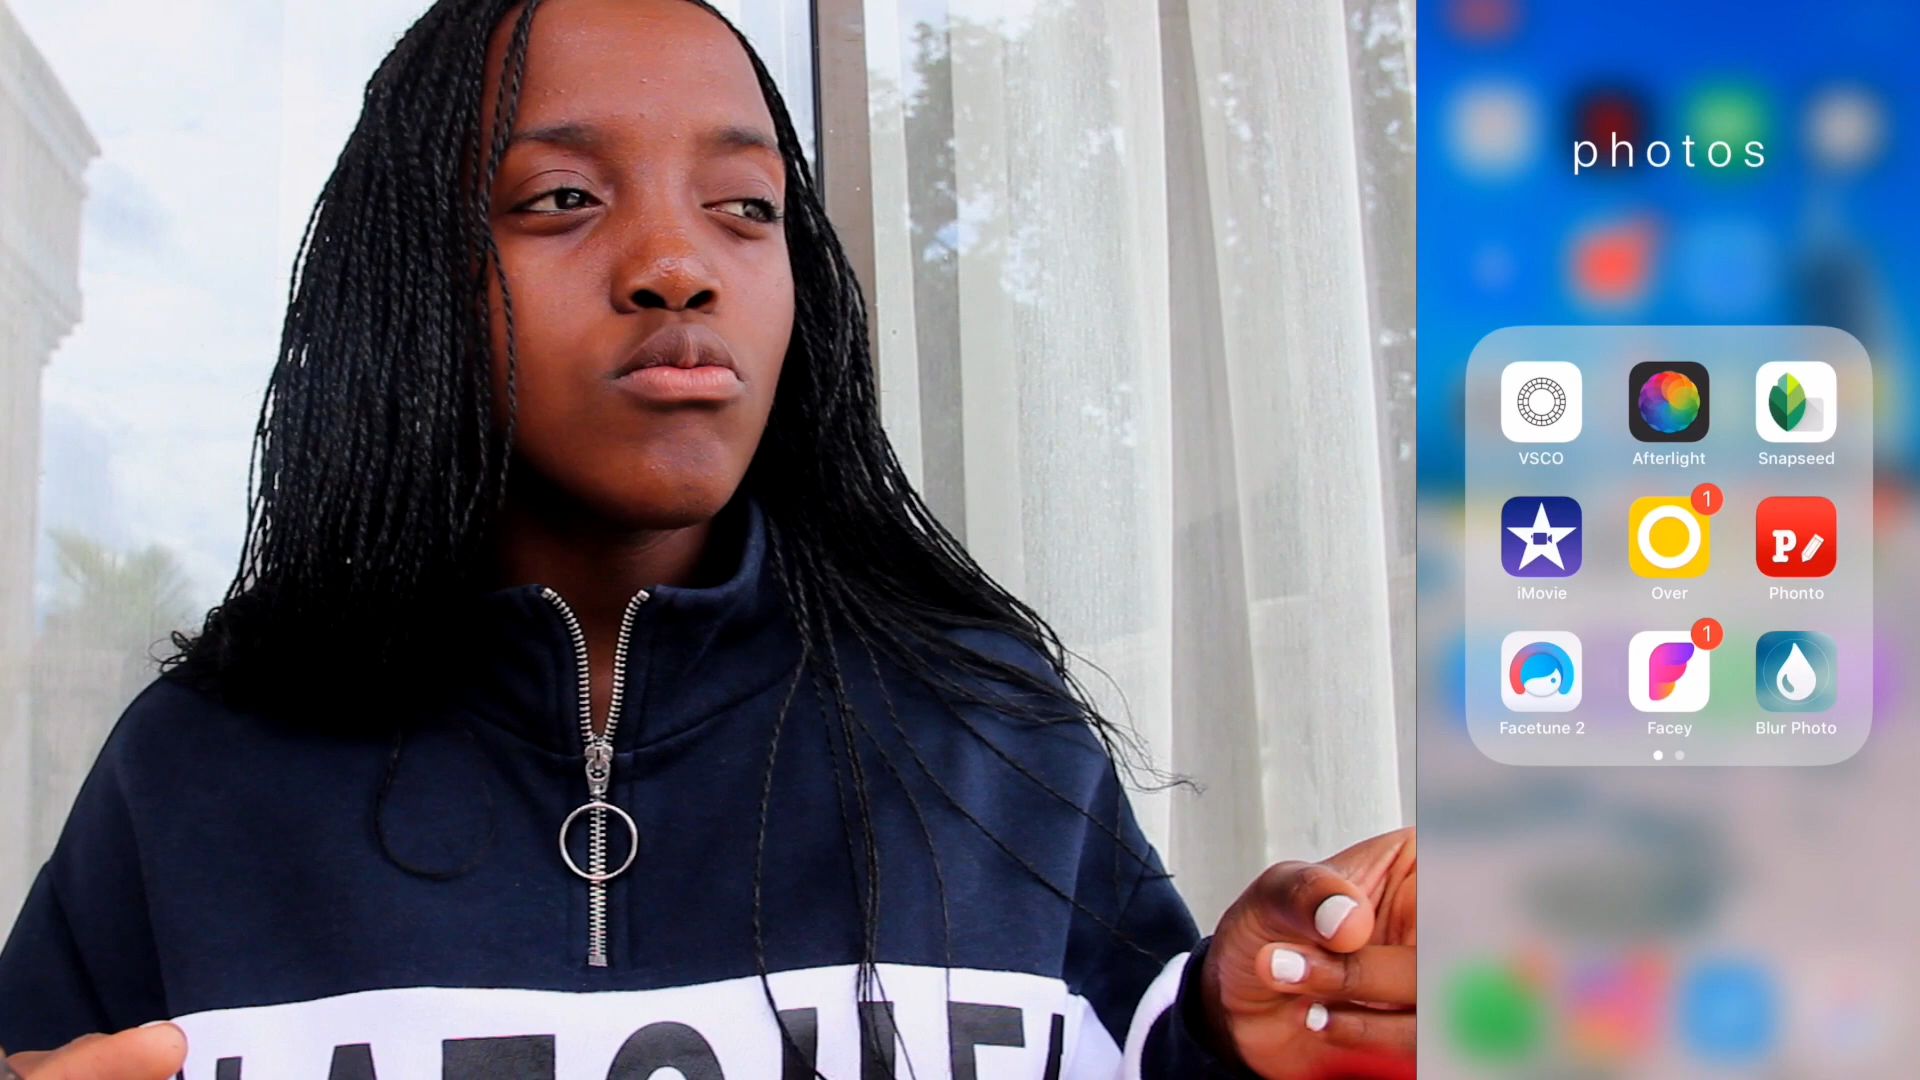 photos
VSCO
Afterlight
Snapseed
1
iMovie
Over
P
Phonto
1
Facetune 2
Facey
Blur Photo